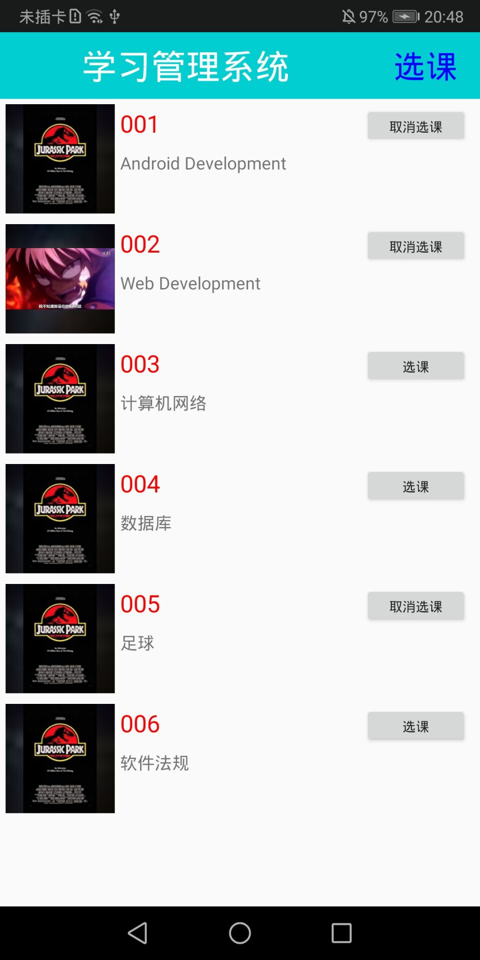 未插卡 97% 20:48
学习管理系统 选课
JURASSIC PARK
001 取消选课
Android Development
002 取消选课
Web Development
JURASSIC PARK
003 选课
计算机网络
JURASSIC PARK
004 选课
数据库
JURASSIC PARK
005 取消选课
足球
JURASSIC PARK
006 选课
软件法规